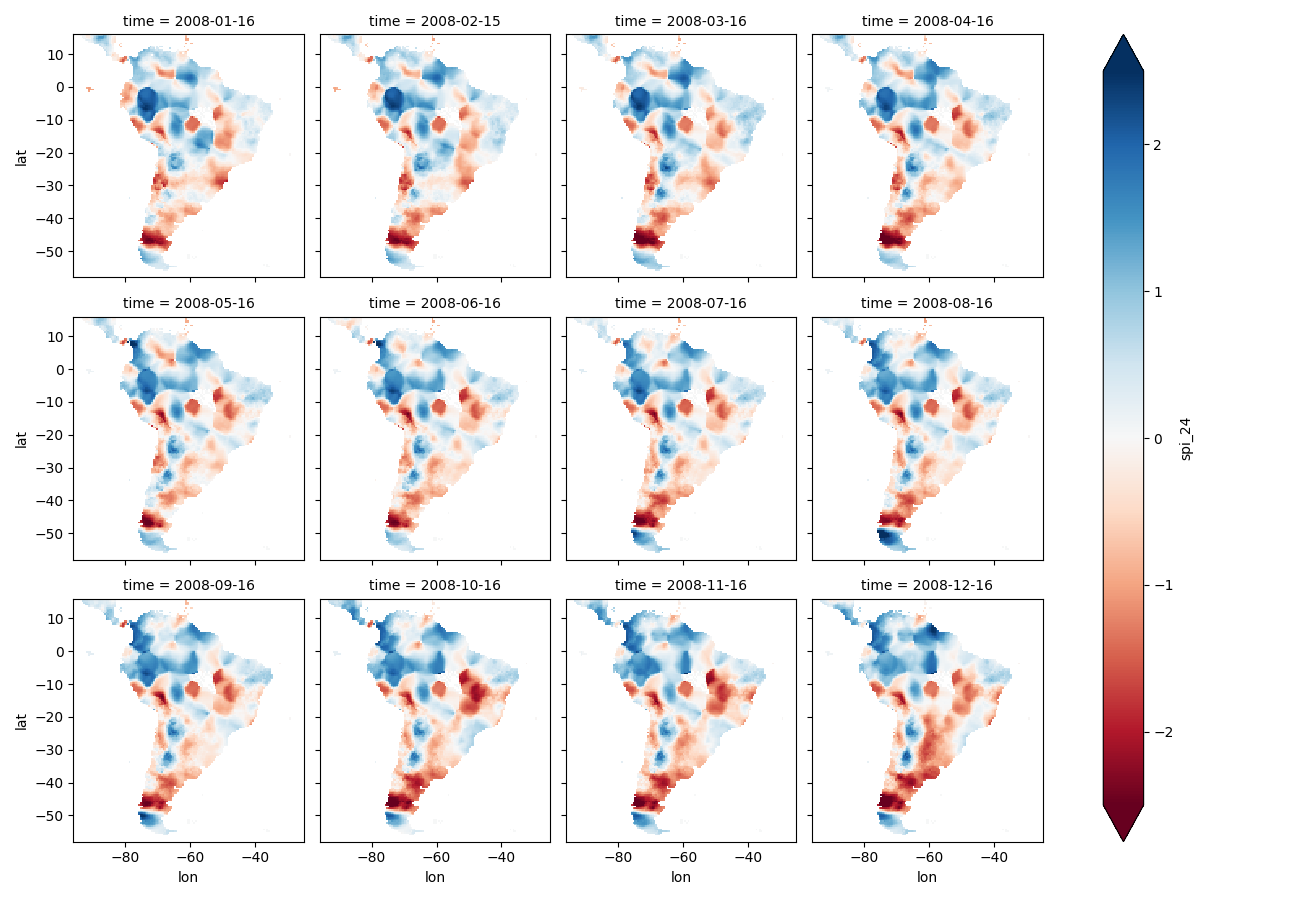 time = 2008-01-16
time = 2008-02-15
time = 2008-03-16
time = 2008-04-16
10
0
−10
−20
−30
−40
−50
lat
time = 2008-05-16
time = 2008-06-16
time = 2008-07-16
time = 2008-08-16
10
0
−10
−20
−30
−40
−50
lat
time = 2008-09-16
time = 2008-10-16
time = 2008-11-16
time = 2008-12-16
10
0
−10
−20
−30
−40
−50
lat
−80 −60 −40
lon
−80 −60 −40
lon
−80 −60 −40
lon
−80 −60 −40
lon
2
1
0
−1
−2
spi_24